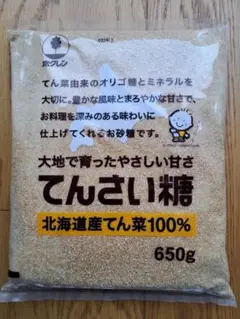 ホクレン
てん菜由来のオリゴ糖とミネラルを
大切に。豊かな風味とまろやかな甘さで、
お料理を深みのある味わいに
仕上げてくれるお砂糖です。
大地で育ったやさしい甘さ
てんさい糖
北海道産てん菜100%
650g